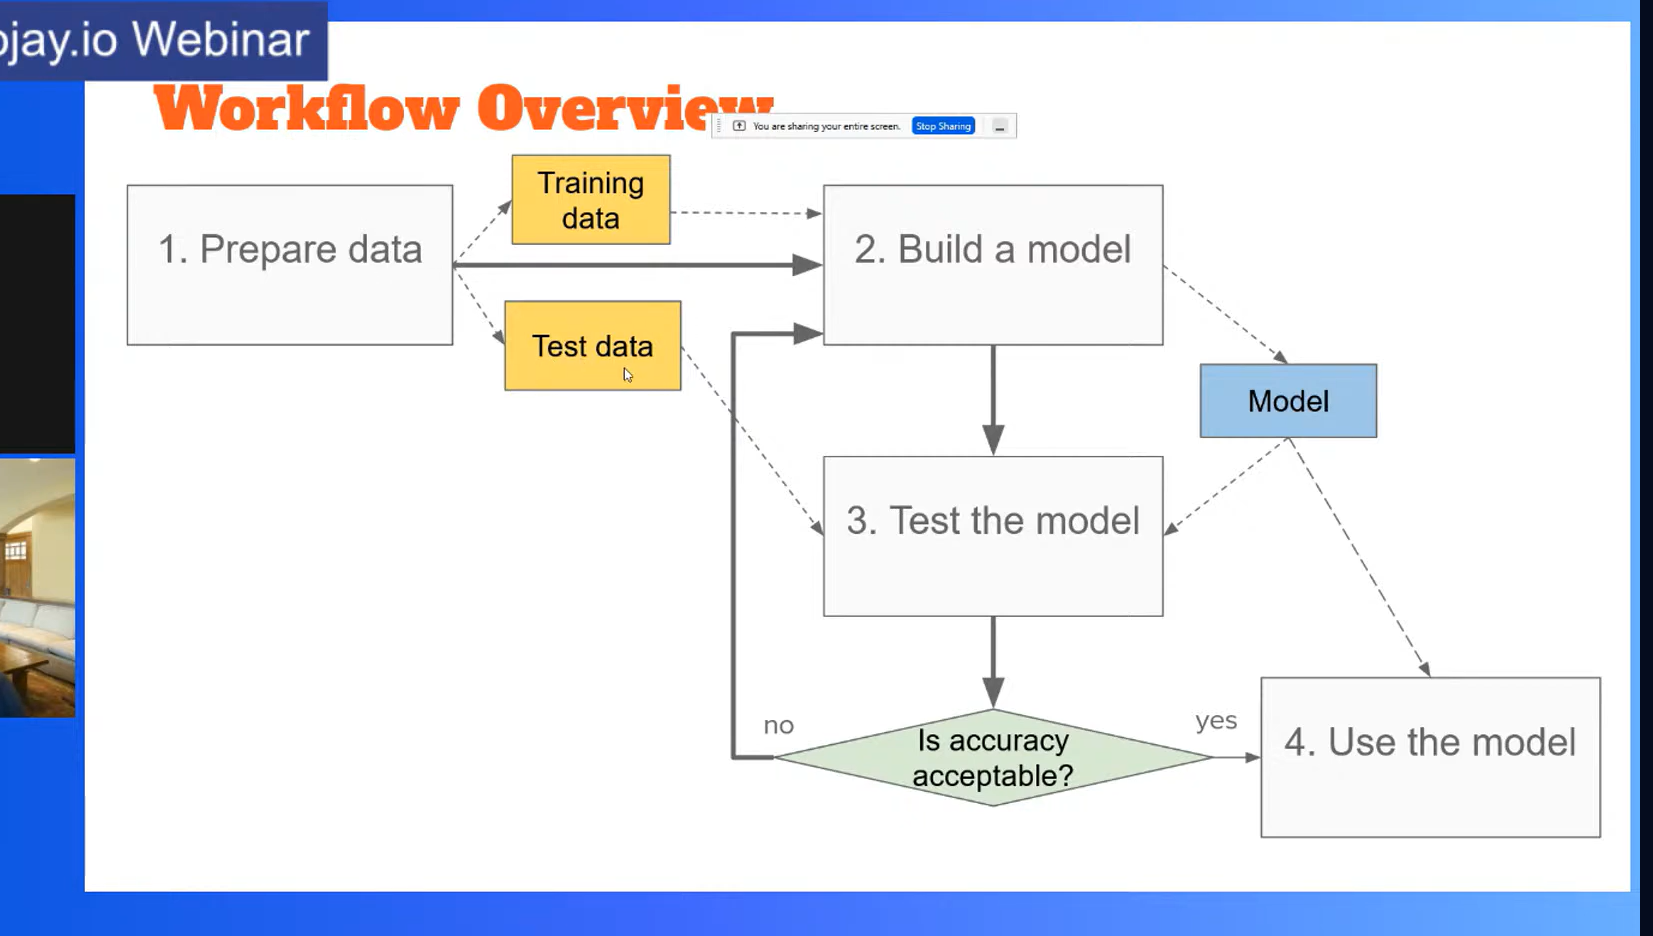 ojay.io Webinar
Workflow Overview
You are sharing your entire screen.
Stop Sharing
Training
data
1. Prepare data
2. Build a model
Test data
Model
3. Test the model
no
yes
Is accuracy
acceptable?
4. Use the model